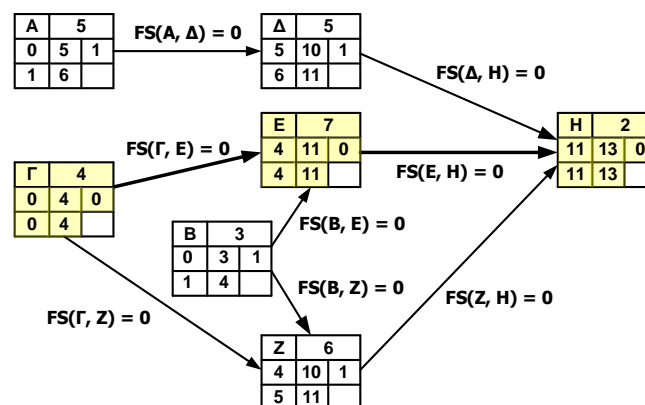 Α 5
0 5 1
1 6
FS(Α, Δ) = 0
Δ 5
5 10 1
6 11
FS(Δ, Η) = 0
Ε 7
4 11 0
4 11
FS(Γ, Ε) = 0
Η 2
11 13 0
11 13
FS(Ε, Η) = 0
Γ 4
0 4 0
0 4
Β 3
0 3 1
1 4
FS(Β, Ε) = 0
FS(Β, Ζ) = 0
FS(Ζ, Η) = 0
FS(Γ, Ζ) = 0
Ζ 6
4 10 1
5 11